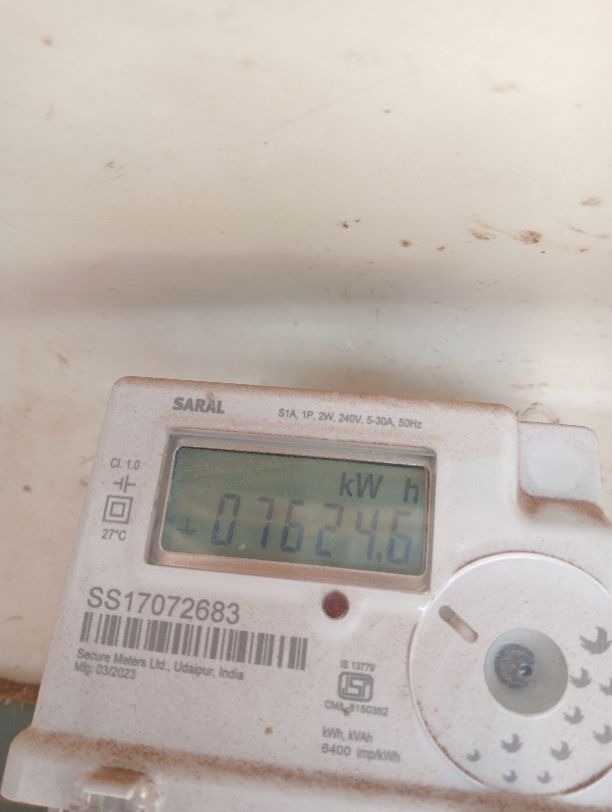 SARAL
S1A, 1P, 2W, 240V, 5-30A, 50Hz
Cl. 1.0
27°C
kW h
07624.6
SS17072683
Secure Meters Ltd., Udaipur, India
Mfg: 03/2023
IS 13779
CM/L-8150362
kWh, kVAh
6400 imp/kWh